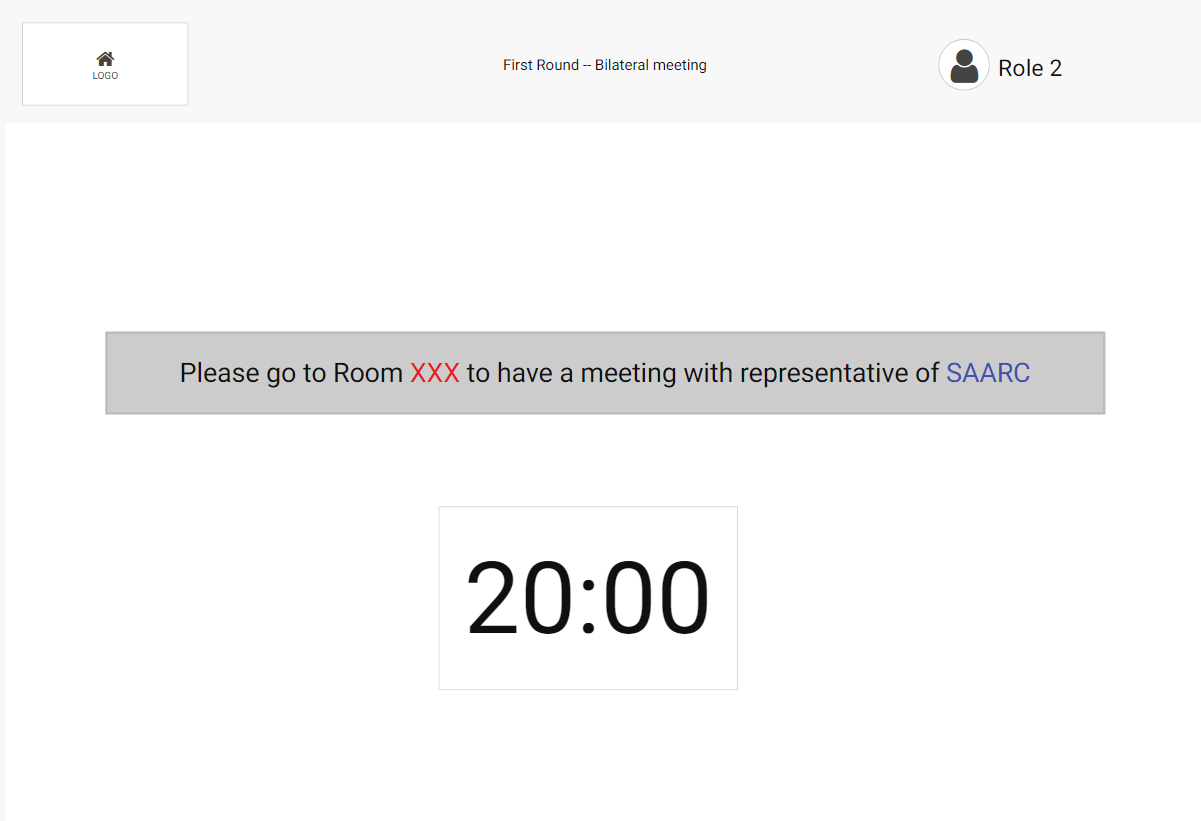 LOGO
First Round -- Bilateral meeting
Role 2
Please go to Room XXX to have a meeting with representative of SAARC
20:00